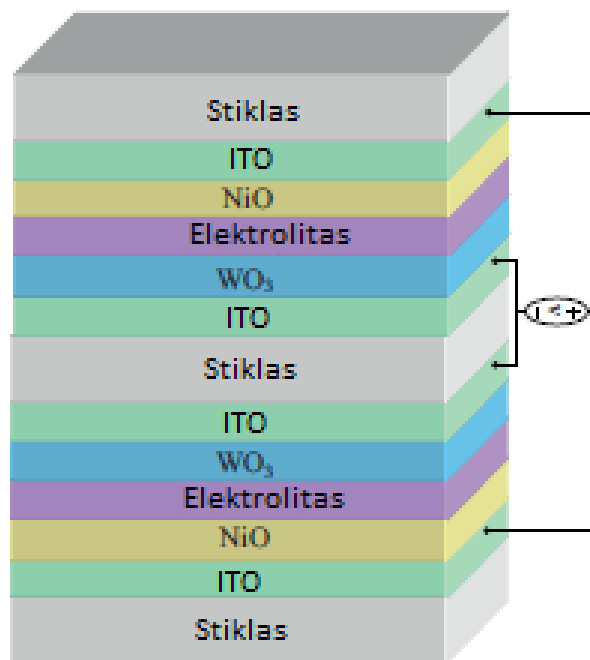 Stiklas
ITO
NiO
Elektrolitas
WO₃
ITO
- V +
Stiklas
ITO
WO₃
Elektrolitas
NiO
ITO
Stiklas